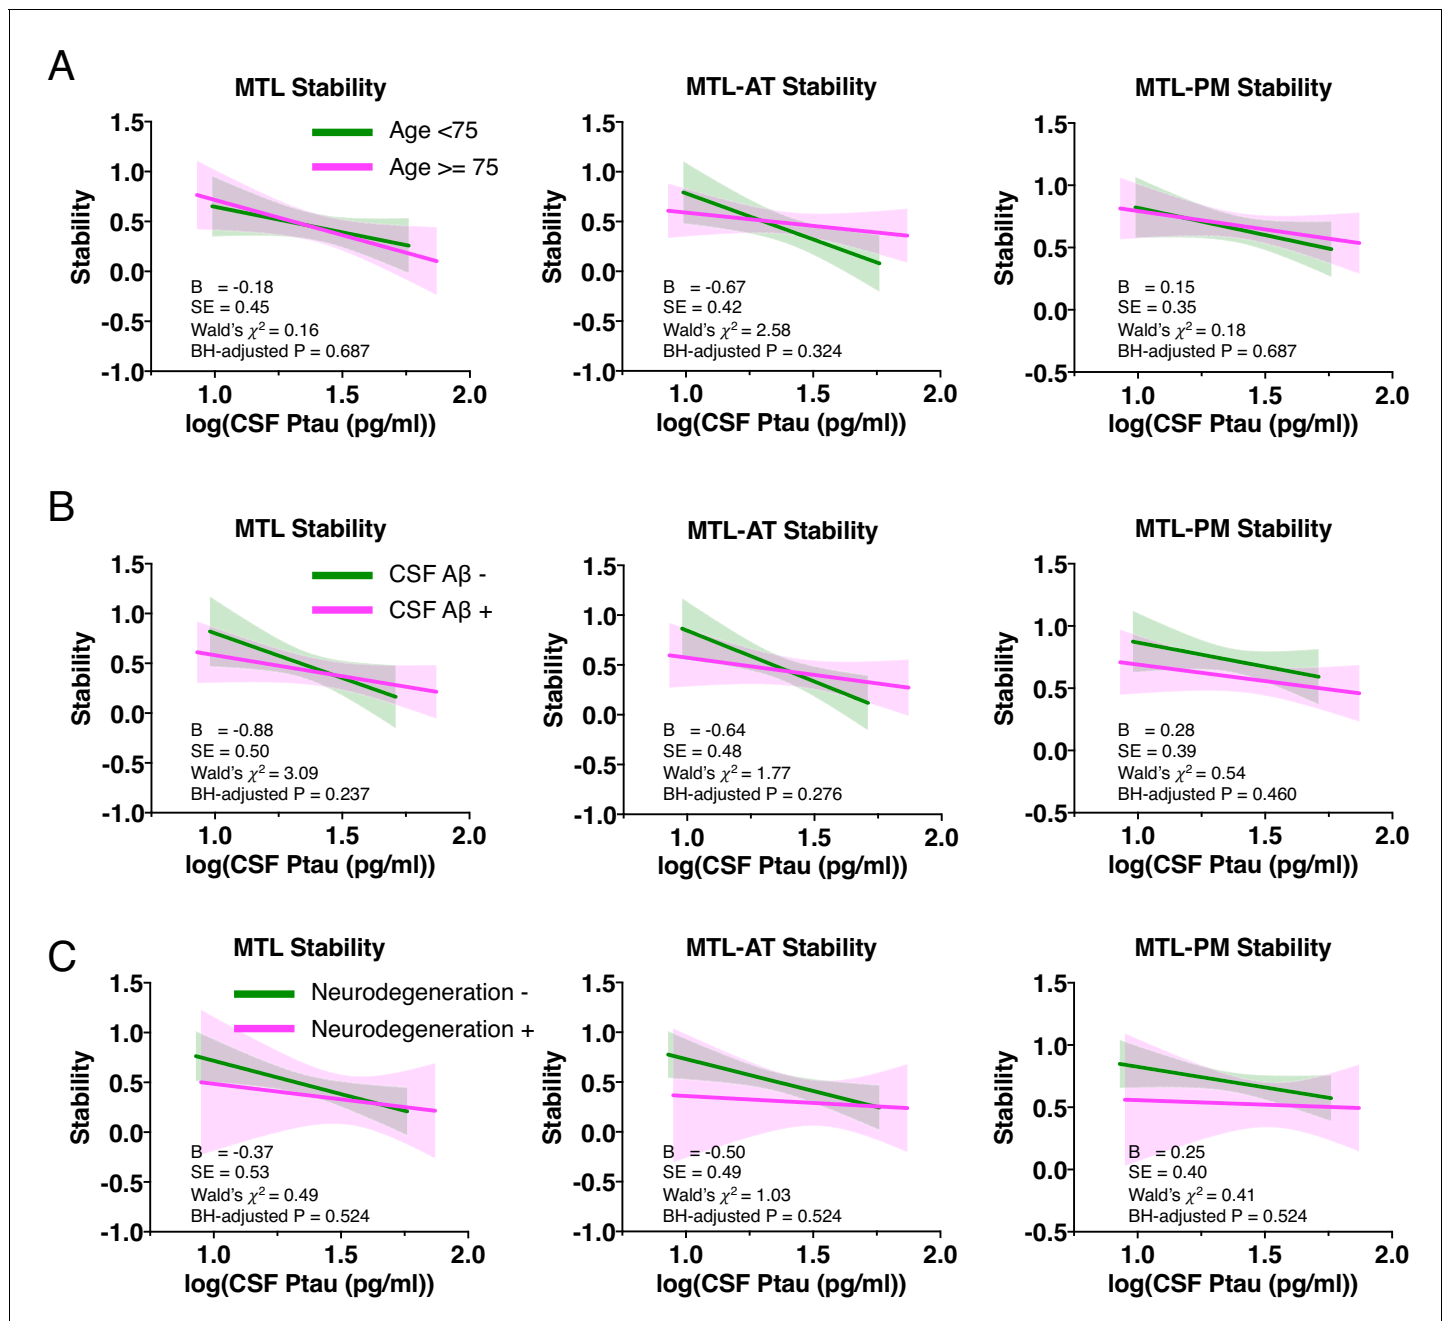 A
MTL Stability
1.5
1.0
0.5
0.0
-0.5
-1.0
Stability
Age <75
Age >= 75
B = -0.18
SE = 0.45
Wald's χ² = 0.16
BH-adjusted P = 0.687
1.0 1.5 2.0
log(CSF Ptau (pg/ml))
MTL-AT Stability
1.5
1.0
0.5
0.0
-0.5
-1.0
Stability
B = -0.67
SE = 0.42
Wald's χ² = 2.58
BH-adjusted P = 0.324
1.0 1.5 2.0
log(CSF Ptau (pg/ml))
MTL-PM Stability
1.5
1.0
0.5
0.0
-0.5
Stability
B = 0.15
SE = 0.35
Wald's χ² = 0.18
BH-adjusted P = 0.687
1.0 1.5 2.0
log(CSF Ptau (pg/ml))
B
MTL Stability
1.5
1.0
0.5
0.0
-0.5
-1.0
Stability
CSF Aβ -
CSF Aβ +
B = -0.88
SE = 0.50
Wald's χ² = 3.09
BH-adjusted P = 0.237
1.0 1.5 2.0
log(CSF Ptau (pg/ml))
MTL-AT Stability
1.5
1.0
0.5
0.0
-0.5
-1.0
Stability
B = -0.64
SE = 0.48
Wald's χ² = 1.77
BH-adjusted P = 0.276
1.0 1.5 2.0
log(CSF Ptau (pg/ml))
MTL-PM Stability
1.5
1.0
0.5
0.0
-0.5
Stability
B = 0.28
SE = 0.39
Wald's χ² = 0.54
BH-adjusted P = 0.460
1.0 1.5 2.0
log(CSF Ptau (pg/ml))
C
MTL Stability
1.5
1.0
0.5
0.0
-0.5
-1.0
Stability
Neurodegeneration -
Neurodegeneration +
B = -0.37
SE = 0.53
Wald's χ² = 0.49
BH-adjusted P = 0.524
1.0 1.5 2.0
log(CSF Ptau (pg/ml))
MTL-AT Stability
1.5
1.0
0.5
0.0
-0.5
-1.0
Stability
B = -0.50
SE = 0.49
Wald's χ² = 1.03
BH-adjusted P = 0.524
1.0 1.5 2.0
log(CSF Ptau (pg/ml))
MTL-PM Stability
1.5
1.0
0.5
0.0
-0.5
Stability
B = 0.25
SE = 0.40
Wald's χ² = 0.41
BH-adjusted P = 0.524
1.0 1.5 2.0
log(CSF Ptau (pg/ml))